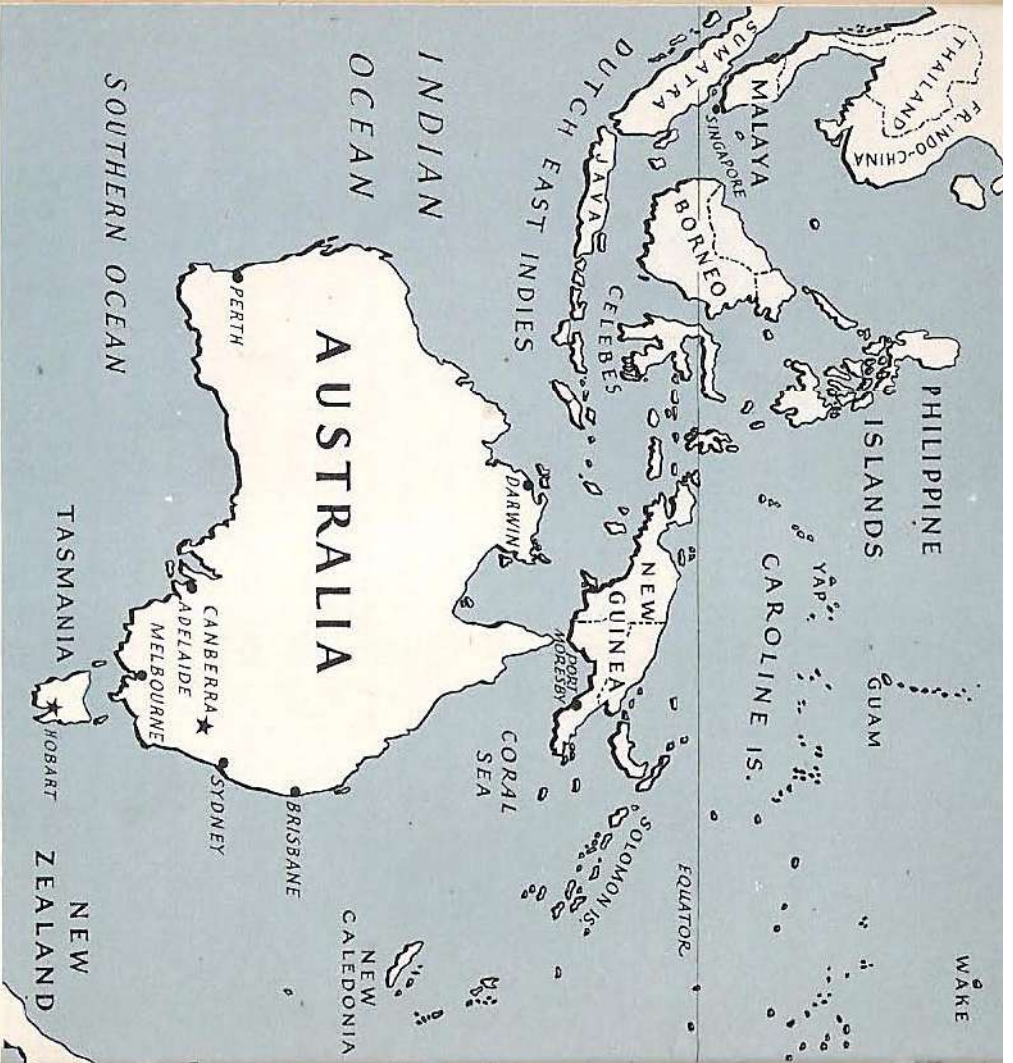 THAILAND
FR. INDO-CHINA
SUMATRA
MALAYA
SINGAPORE
DUTCH EAST INDIES
JAVA
BORNEO
CELEBES
PHILIPPINE
ISLANDS
YAP
CAROLINE IS.
GUAM
WAKE
EQUATOR
INDIAN
OCEAN
NEW
GUINEA
PORT
MORESBY
SOLOMON IS.
CORAL
SEA
DARWIN
AUSTRALIA
PERTH
BRISBANE
SYDNEY
CANBERRA
ADELAIDE
MELBOURNE
NEW
CALEDONIA
SOUTHERN OCEAN
TASMANIA
HOBART
NEW
ZEALAND